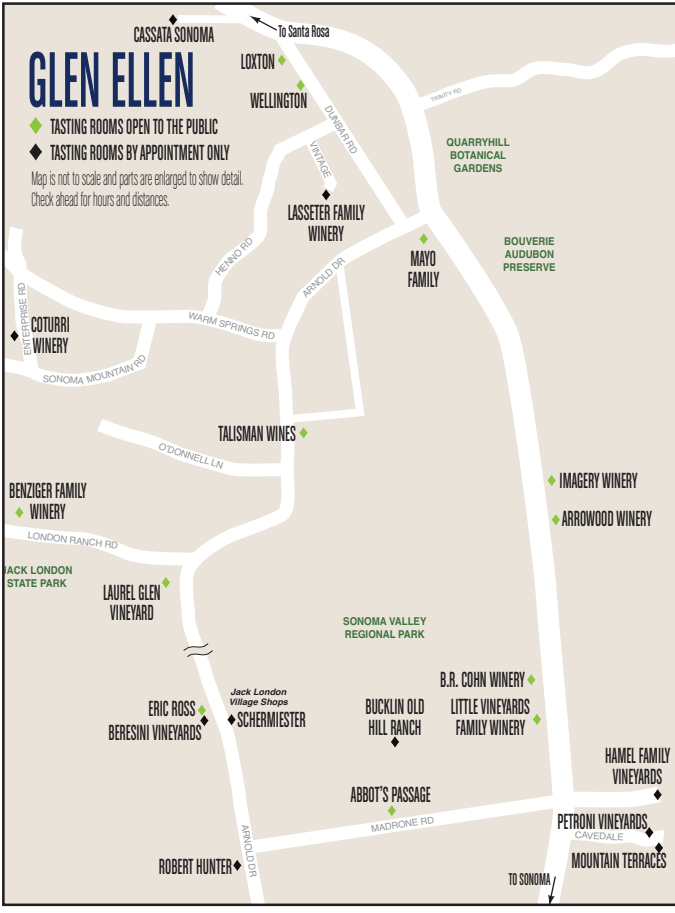 CASSATA SONOMA
To Santa Rosa
GLEN ELLEN
LOXTON
WELLINGTON
TASTING ROOMS OPEN TO THE PUBLIC
TASTING ROOMS BY APPOINTMENT ONLY
Map is not to scale and parts are enlarged to show detail.
Check ahead for hours and distances.
TRINITY RD
DUNBAR RD
VINTAGE
QUARRYHILL
BOTANICAL
GARDENS
LASSETER FAMILY
WINERY
HENNO RD
ARNOLD DR
MAYO
FAMILY
BOUVERIE
AUDUBON
PRESERVE
ENTERPRISE RD
COTURRI
WINERY
WARM SPRINGS RD
SONOMA MOUNTAIN RD
TALISMAN WINES
O'DONNELL LN
IMAGERY WINERY
BENZIGER FAMILY
WINERY
ARROWOOD WINERY
LONDON RANCH RD
JACK LONDON
STATE PARK
LAUREL GLEN
VINEYARD
SONOMA VALLEY
REGIONAL PARK
B.R. COHN WINERY
Jack London
Village Shops
ERIC ROSS
BERESINI VINEYARDS
SCHERMIESTER
BUCKLIN OLD
HILL RANCH
LITTLE VINEYARDS
FAMILY WINERY
HAMEL FAMILY
VINEYARDS
ABBOT'S PASSAGE
MADRONE RD
PETRONI VINEYARDS
CAVEDALE
MOUNTAIN TERRACES
ARNOLD DR
ROBERT HUNTER
TO SONOMA